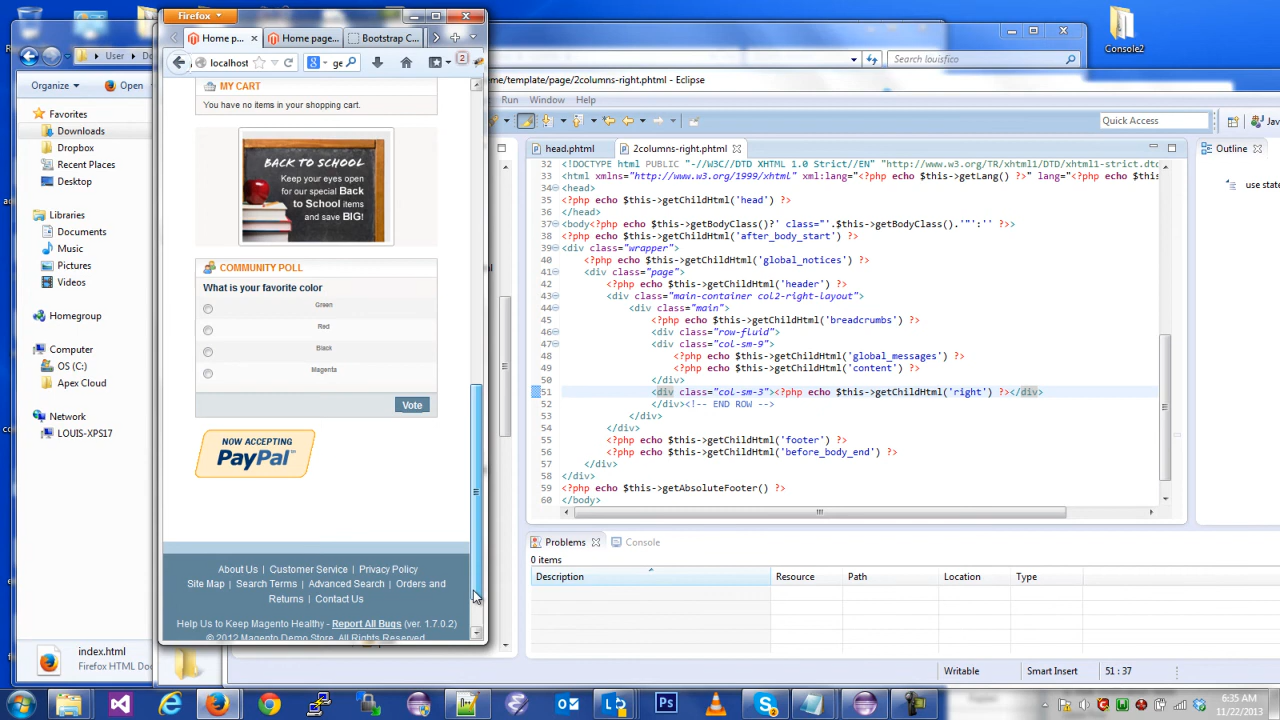 Firefox
Home p...
Home page...
Bootstrap C...
localhost
ge
2
MY CART
You have no items in your shopping cart.
BACK TO SCHOOL
Keep your eyes open
for our special Back
to School items
and save BIG!
COMMUNITY POLL
What is your favorite color
Green
Red
Black
Magenta
Vote
NOW ACCEPTING
PayPal
About Us | Customer Service | Privacy Policy
Site Map | Search Terms | Advanced Search | Orders and
Returns | Contact Us
Help Us to Keep Magento Healthy - Report All Bugs (ver. 1.7.0.2)
© 2012 Magento Demo Store. All Rights Reserved.
User
Organize
Open
Favorites
Downloads
Dropbox
Recent Places
Desktop
Libraries
Documents
Music
Pictures
Videos
Homegroup
Computer
OS (C:)
Apex Cloud
Network
LOUIS-XPS17
index.html
Firefox HTML Doc
Console2
Search louisfico
me/template/page/2columns-right.phtml - Eclipse
Run Window Help
Quick Access
head.phtml
2columns-right.phtml
Outline
32 <!DOCTYPE html PUBLIC "-//W3C//DTD XHTML 1.0 Strict//EN" "http://www.w3.org/TR/xhtml1/DTD/xhtml1-strict.dtd
33 <html xmlns="http://www.w3.org/1999/xhtml" xml:lang="<?php echo $this->getLang() ?>" lang="<?php echo $this
34 <head>
35 <?php echo $this->getChildHtml('head') ?>
36 </head>
37 <body<?php echo $this->getBodyClass()?' class="'.$this->getBodyClass().'"':'' ?>>
38 <?php echo $this->getChildHtml('after_body_start') ?>
39 <div class="wrapper">
40 <?php echo $this->getChildHtml('global_notices') ?>
41 <div class="page">
42 <?php echo $this->getChildHtml('header') ?>
43 <div class="main-container col2-right-layout">
44 <div class="main">
45 <?php echo $this->getChildHtml('breadcrumbs') ?>
46 <div class="row-fluid">
47 <div class="col-sm-9">
48 <?php echo $this->getChildHtml('global_messages') ?>
49 <?php echo $this->getChildHtml('content') ?>
50 </div>
51 <div class="col-sm-3"><?php echo $this->getChildHtml('right') ?></div>
52 </div><!-- END ROW -->
53 </div>
54 </div>
55 <?php echo $this->getChildHtml('footer') ?>
56 <?php echo $this->getChildHtml('before_body_end') ?>
57 </div>
58 </div>
59 <?php echo $this->getAbsoluteFooter() ?>
60 </body>
Problems
Console
0 items
Description Resource Path Location Type
Writable Smart Insert 51 : 37
6:35 AM
11/22/2013